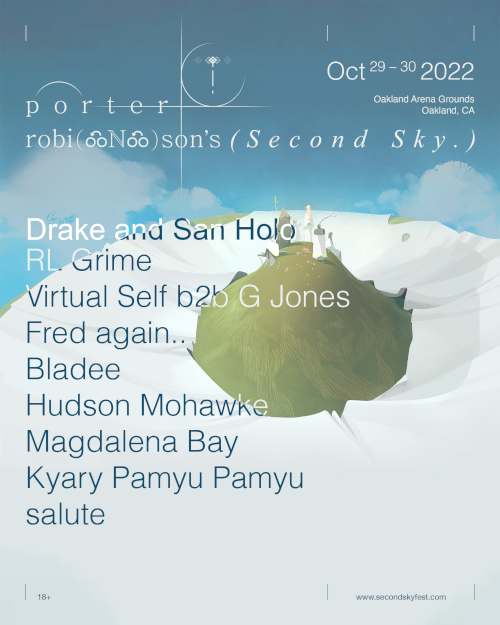 Oct 29 – 30 2022
Oakland Arena Grounds
Oakland, CA
porter
robi(ஃNஃ)son's (Second Sky.)
Drake and San Holo
RL Grime
Virtual Self b2b G Jones
Fred again..
Bladee
Hudson Mohawke
Magdalena Bay
Kyary Pamyu Pamyu
salute
18+
www.secondskyfest.com